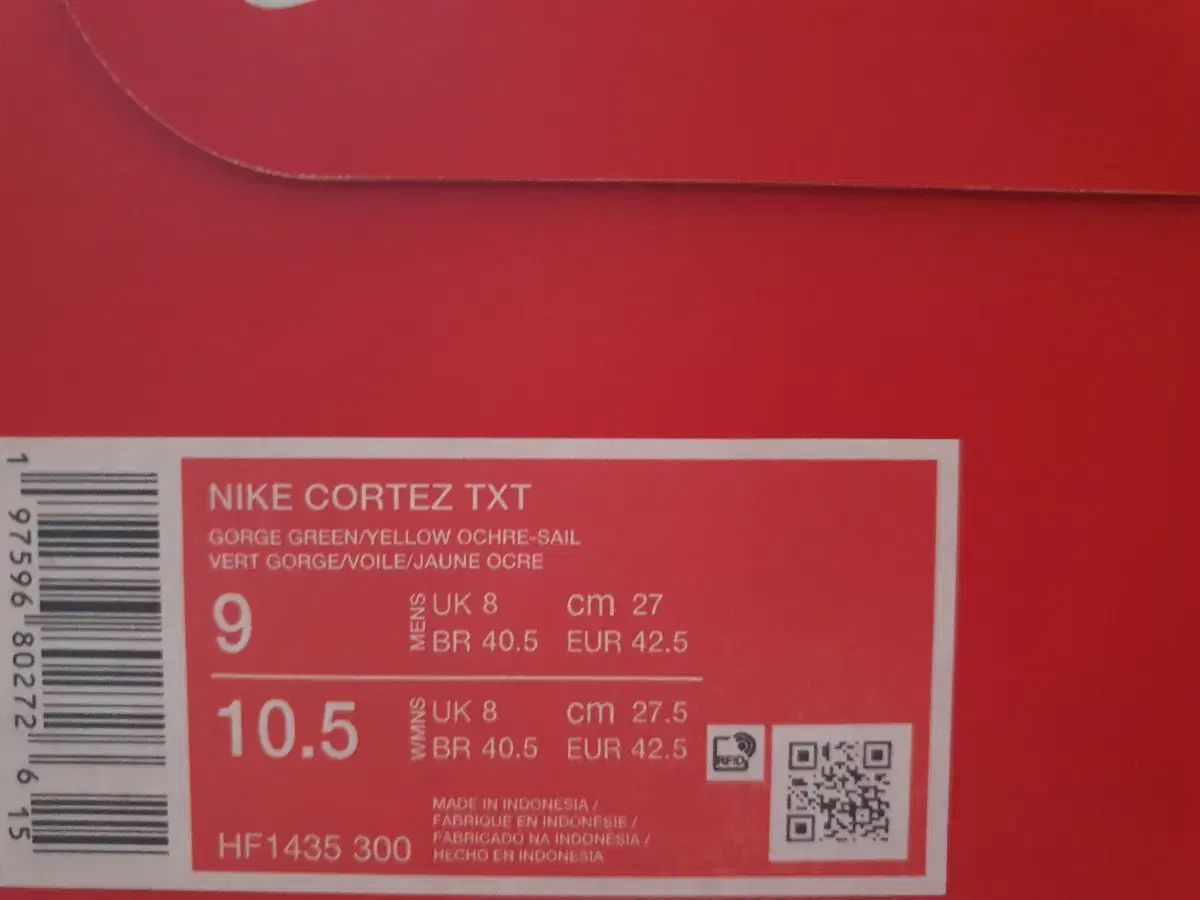 NIKE CORTEZ TXT
GORGE GREEN/YELLOW OCHRE-SAIL
VERT GORGE/VOILE/JAUNE OCRE
9
MENS
UK 8 cm 27
BR 40.5 EUR 42.5
10.5
WMNS
UK 8 cm 27.5
BR 40.5 EUR 42.5
RFID
HF1435 300
MADE IN INDONESIA /
FABRIQUE EN INDONESIE /
FABRICADO NA INDONESIA /
HECHO EN INDONESIA
1 97596 80272 6 15